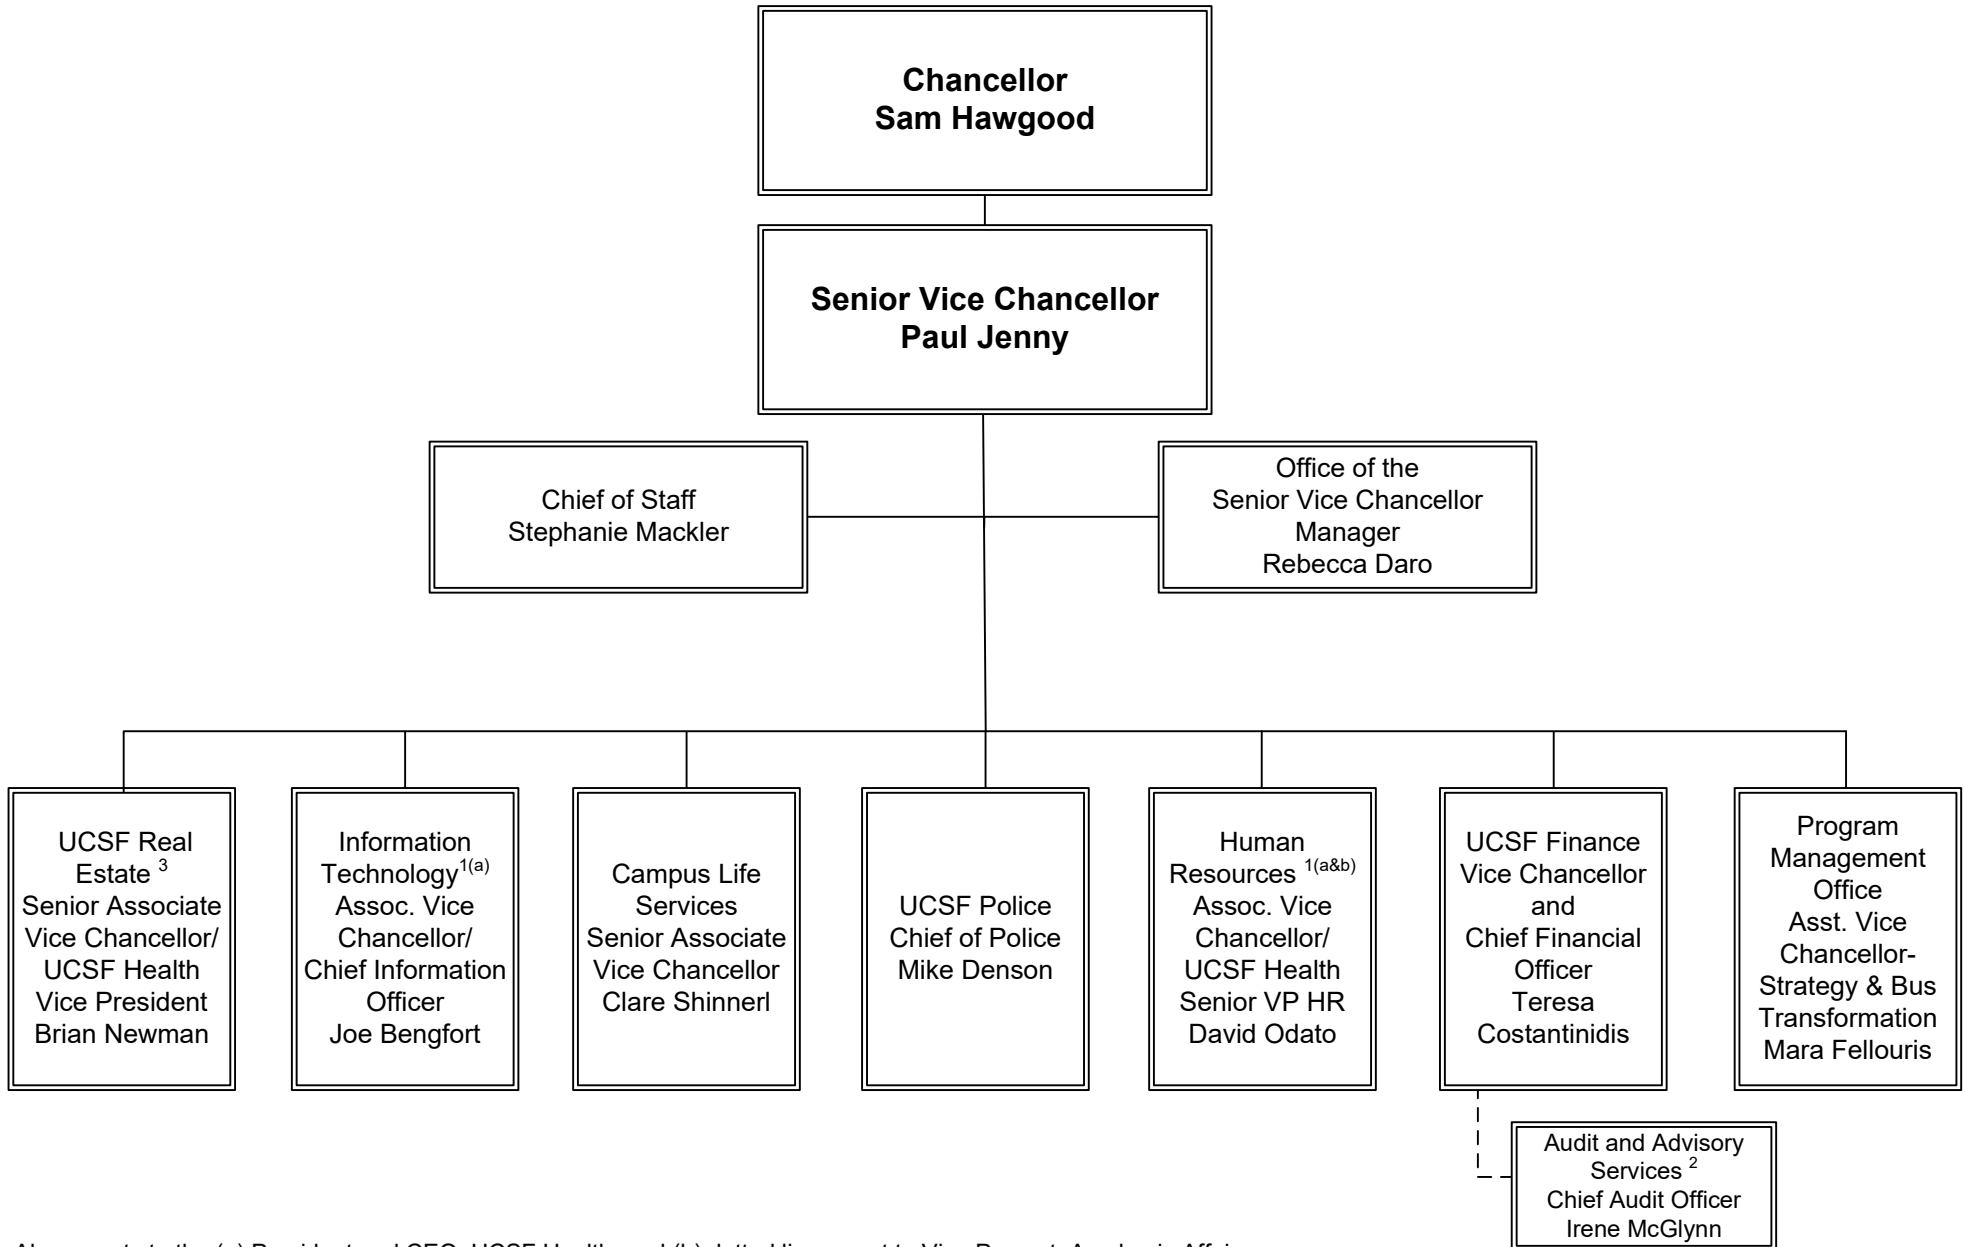 Chancellor
Sam Hawgood
Senior Vice Chancellor
Paul Jenny
Chief of Staff
Stephanie Mackler
Office of the
Senior Vice Chancellor
Manager
Rebecca Daro
UCSF Real
Estate 3
Senior Associate
Vice Chancellor/
UCSF Health
Vice President
Brian Newman
Information
Technology1(a)
Assoc. Vice
Chancellor/
Chief Information
Officer
Joe Bengfort
Campus Life
Services
Senior Associate
Vice Chancellor
Clare Shinnerl
UCSF Police
Chief of Police
Mike Denson
Human
Resources 1(a&b)
Assoc. Vice
Chancellor/
UCSF Health
Senior VP HR
David Odato
UCSF Finance
Vice Chancellor
and
Chief Financial
Officer
Teresa
Costantinidis
Program
Management
Office
Asst. Vice
Chancellor-
Strategy & Bus
Transformation
Mara Fellouris
Audit and Advisory
Services 2
Chief Audit Officer
Irene McGlynn